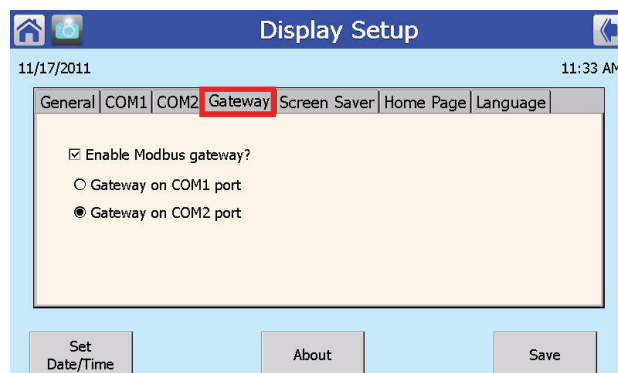 Display Setup
11/17/2011
11:33 AM
General COM1 COM2 Gateway Screen Saver Home Page Language
Enable Modbus gateway?
Gateway on COM1 port
Gateway on COM2 port
Set
Date/Time
About
Save